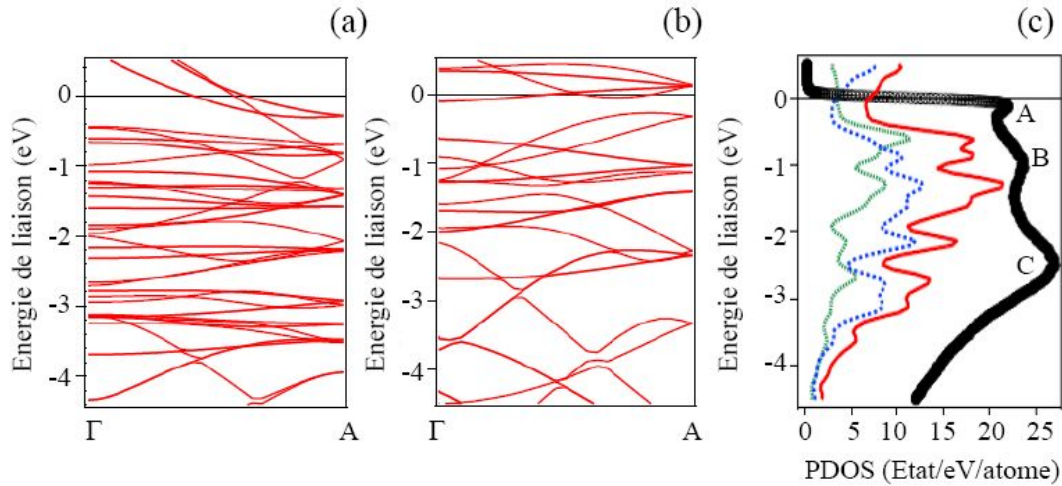 (a)
(b)
(c)
Energie de liaison (eV)
0
-1
-2
-3
-4
Γ
A
Energie de liaison (eV)
0
-1
-2
-3
-4
Γ
A
Energie de liaison (eV)
0
-1
-2
-3
-4
A
B
C
0 5 10 15 20 25
PDOS (Etat/eV/atome)